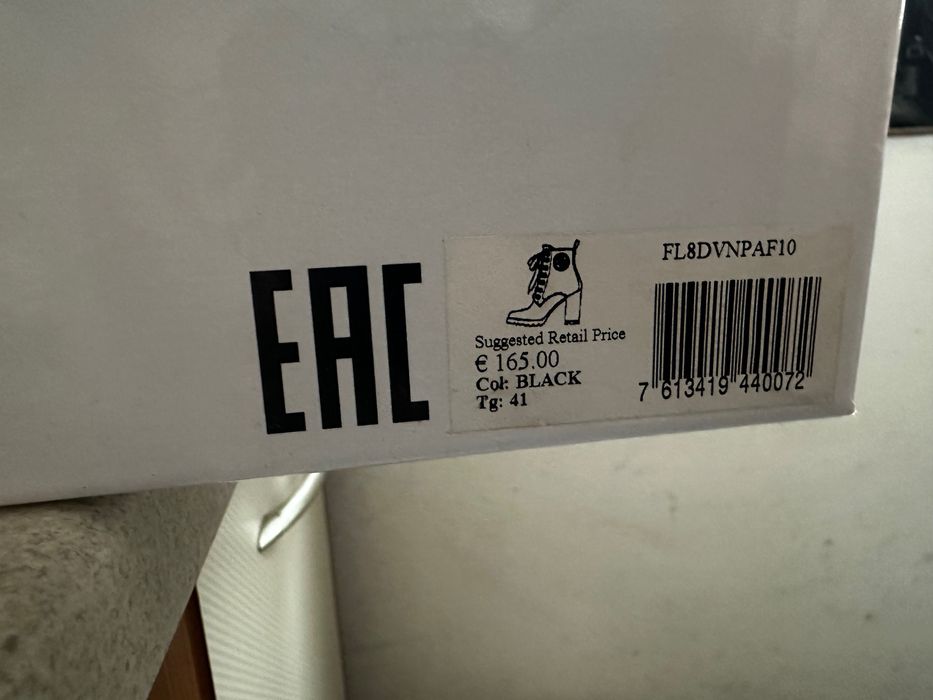 EAC
FL8DVNPAF10
Suggested Retail Price
€ 165.00
Col: BLACK
Tg: 41
7 613419 440072